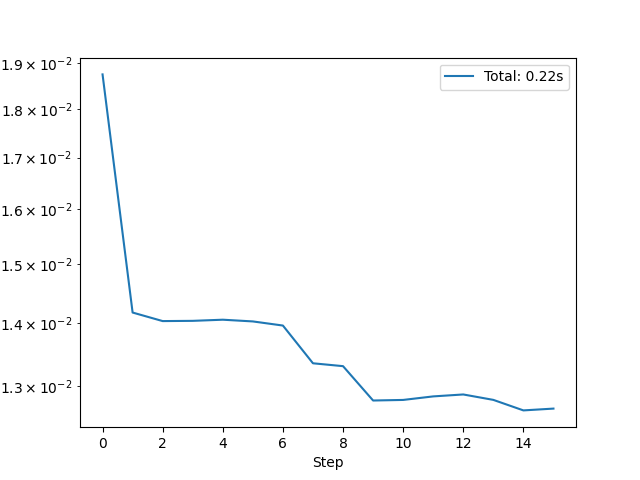 Total: 0.22s
1.9 × 10⁻²
1.8 × 10⁻²
1.7 × 10⁻²
1.6 × 10⁻²
1.5 × 10⁻²
1.4 × 10⁻²
1.3 × 10⁻²
0 2 4 6 8 10 12 14
Step